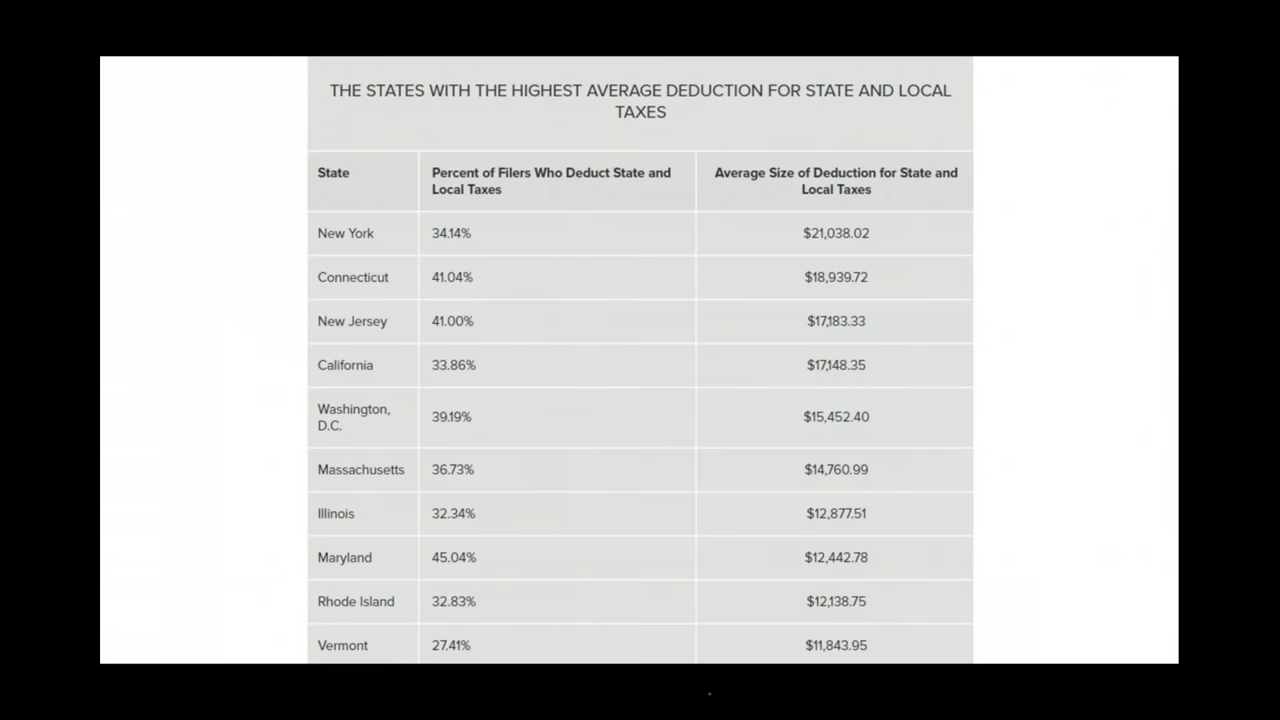 THE STATES WITH THE HIGHEST AVERAGE DEDUCTION FOR STATE AND LOCAL
TAXES
State
Percent of Filers Who Deduct State and
Local Taxes
Average Size of Deduction for State and
Local Taxes
New York 34.14% $21,038.02
Connecticut 41.04% $18,939.72
New Jersey 41.00% $17,183.33
California 33.86% $17,148.35
Washington,
D.C.
39.19% $15,452.40
Massachusetts 36.73% $14,760.99
Illinois 32.34% $12,877.51
Maryland 45.04% $12,442.78
Rhode Island 32.83% $12,138.75
Vermont 27.41% $11,843.95